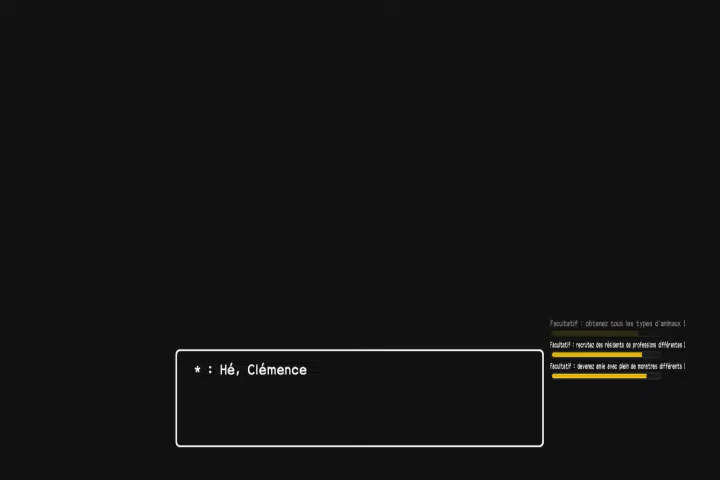 Facultatif : obtenez tous les types d'animaux !
Facultatif : recrutez des résidents de professions différentes !
Facultatif : devenez amie avec plein de monstres différents !
* : Hé, Clémence